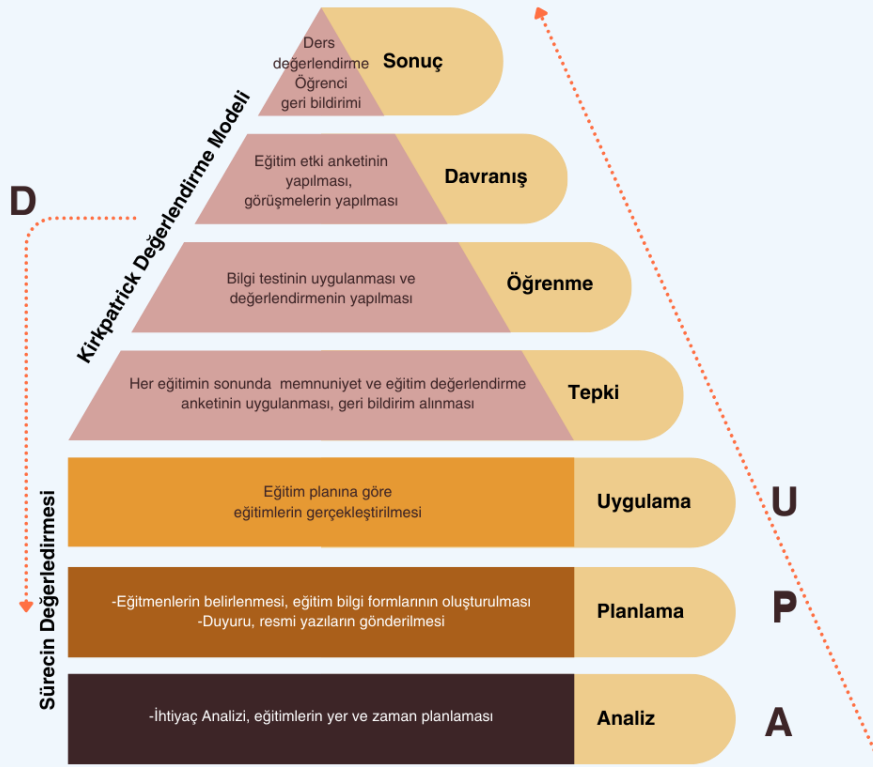 Ders
değerlendirme
Öğrenci
geri bildirimi
Sonuç
Kirkpatrick Değerlendirme Modeli
Eğitim etki anketinin
yapılması,
görüşmelerin yapılması
Davranış
D
Bilgi testinin uygulanması ve
değerlendirmenin yapılması
Öğrenme
Her eğitimin sonunda memnuniyet ve eğitim değerlendirme
anketinin uygulanması, geri bildirim alınması
Tepki
Sürecin Değerledirmesi
Eğitim planına göre
eğitimlerin gerçekleştirilmesi
Uygulama
U
-Eğitmenlerin belirlenmesi, eğitim bilgi formlarının oluşturulması
-Duyuru, resmi yazıların gönderilmesi
Planlama
P
-İhtiyaç Analizi, eğitimlerin yer ve zaman planlaması
Analiz
A